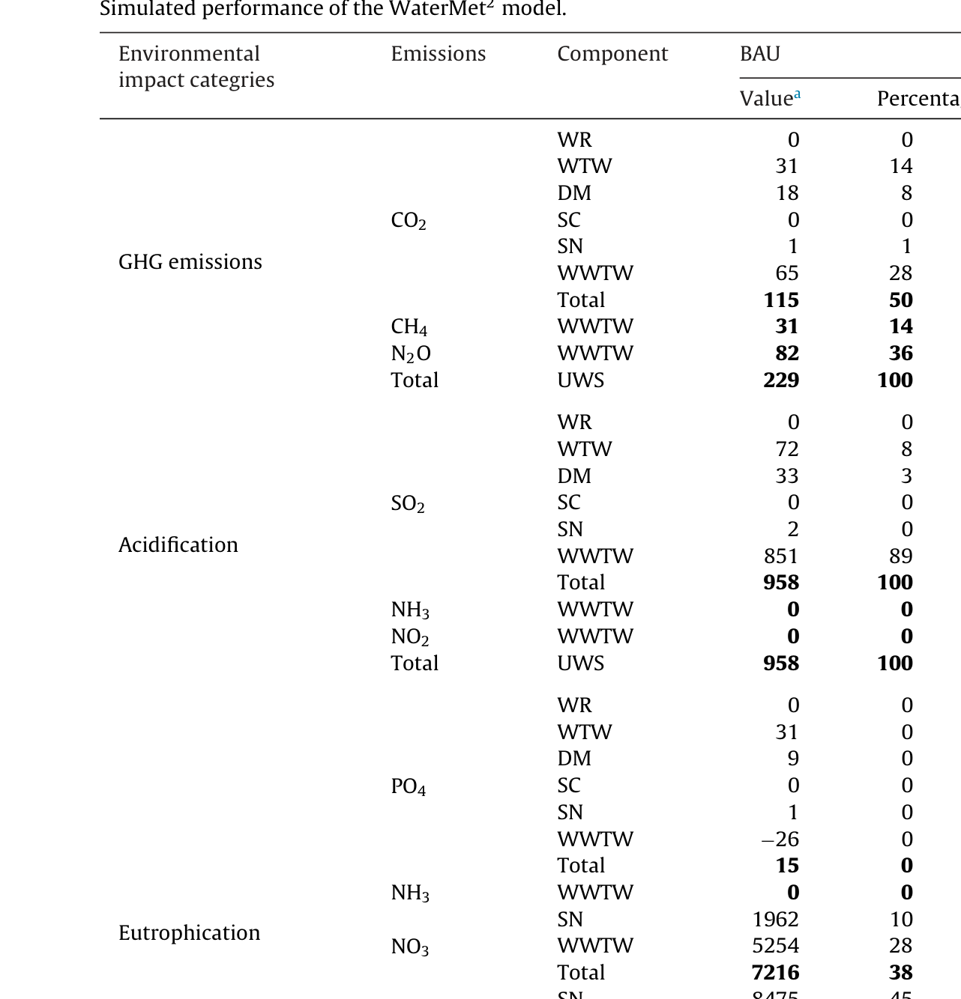 Simulated performance of the WaterMet² model.
Environmental Emissions Component BAU
impact categries
Valueᵃ Percenta
WR 0 0
WTW 31 14
DM 18 8
CO₂ SC 0 0
SN 1 1
GHG emissions
WWTW 65 28
Total 115 50
CH₄ WWTW 31 14
N₂O WWTW 82 36
Total UWS 229 100
WR 0 0
WTW 72 8
DM 33 3
SO₂ SC 0 0
SN 2 0
Acidification
WWTW 851 89
Total 958 100
NH₃ WWTW 0 0
NO₂ WWTW 0 0
Total UWS 958 100
WR 0 0
WTW 31 0
DM 9 0
PO₄ SC 0 0
SN 1 0
WWTW −26 0
Total 15 0
NH₃ WWTW 0 0
SN 1962 10
Eutrophication
NO₃ WWTW 5254 28
Total 7216 38
SN 8475 45